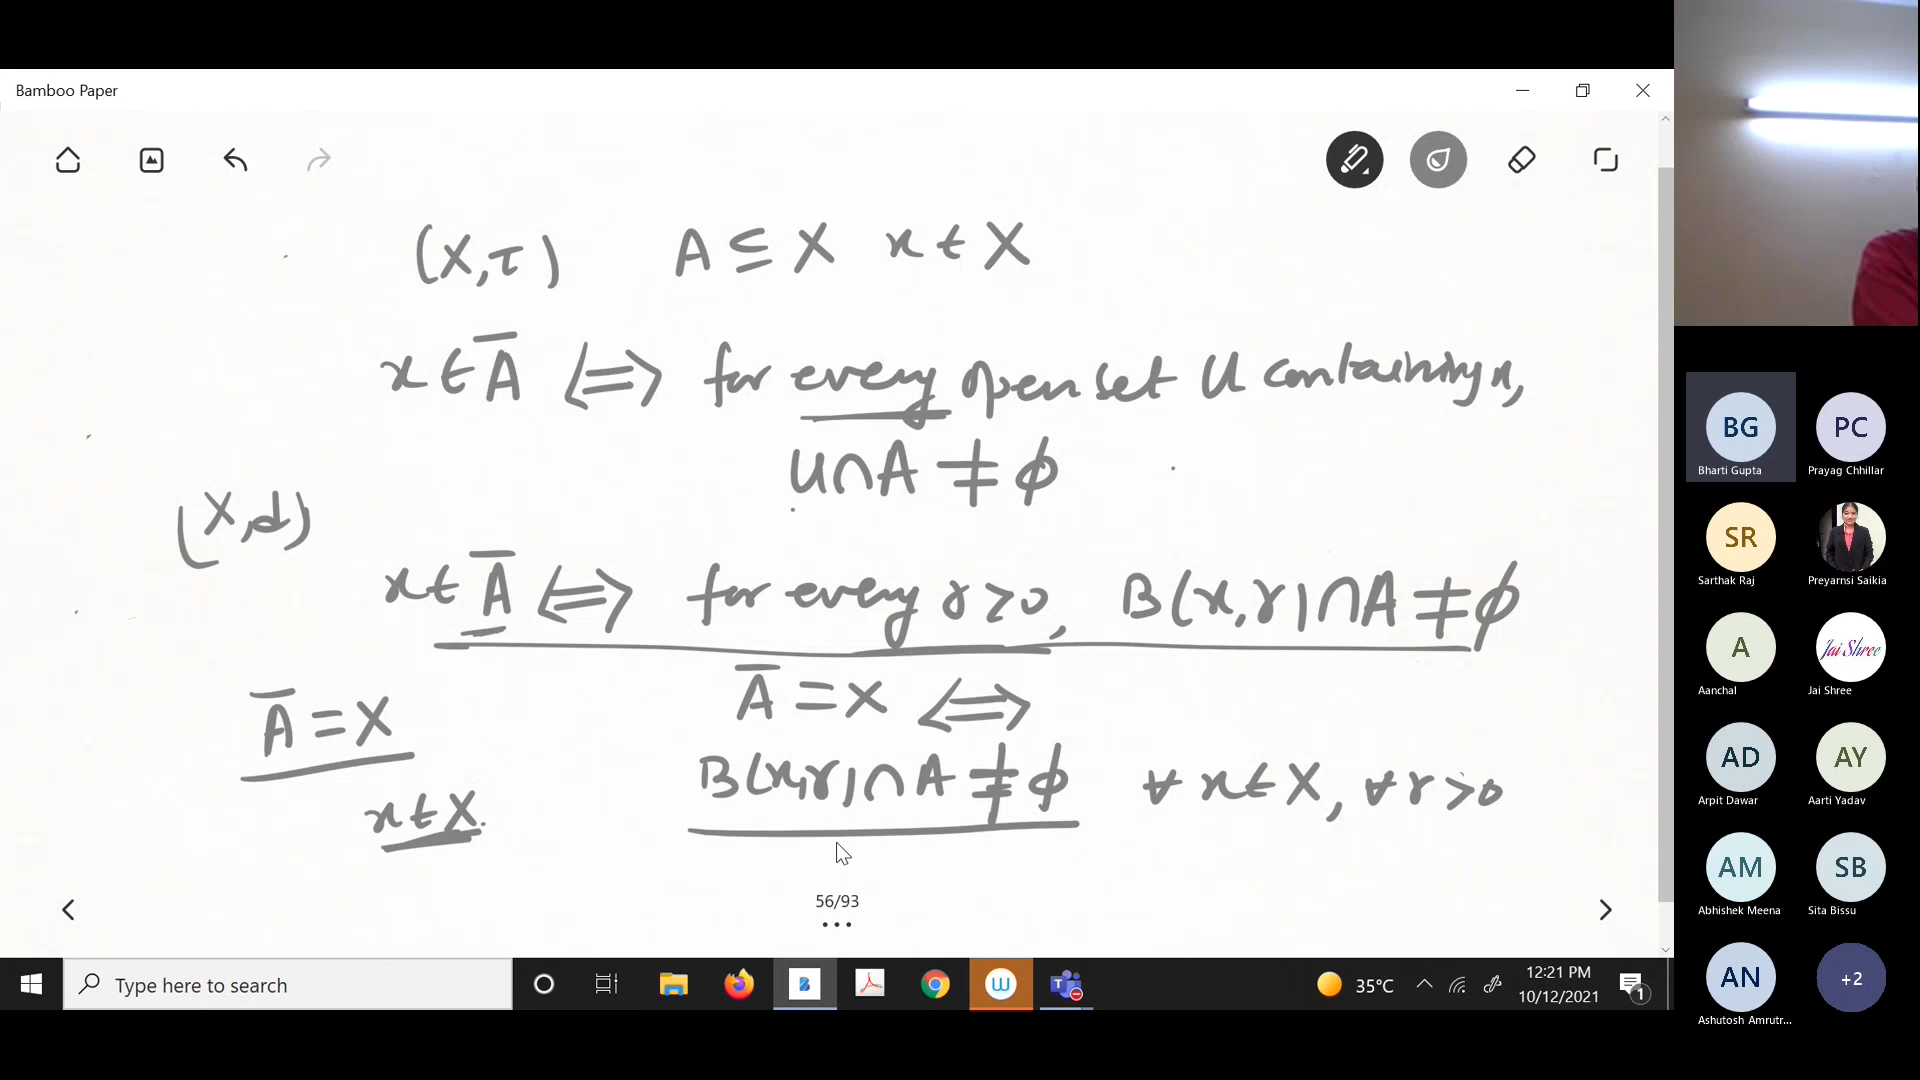 Bamboo Paper
(X,τ) A ⊆ X x ∈ X
x ∈ A̅ ⟺ for every open set U containing x,
U∩A ≠ ϕ
(X,d)
x ∈ A̅ ⟺ for every r>0, B(x,r)∩A ≠ ϕ
A̅ = X ⟺
A̅ = X
B(x,r)∩A ≠ ϕ ∀ x ∈ X, ∀ r>0
x ∈ X.
56/93
Type here to search
35°C
12:21 PM
10/12/2021
1
BG
Bharti Gupta
PC
Prayag Chhillar
SR
Sarthak Raj
Preyarnsi Saikia
A
Aanchal
Jai Shree
Jai Shree
AD
Arpit Dawar
AY
Aarti Yadav
AM
Abhishek Meena
SB
Sita Bissu
AN
Ashutosh Amrutr...
+2